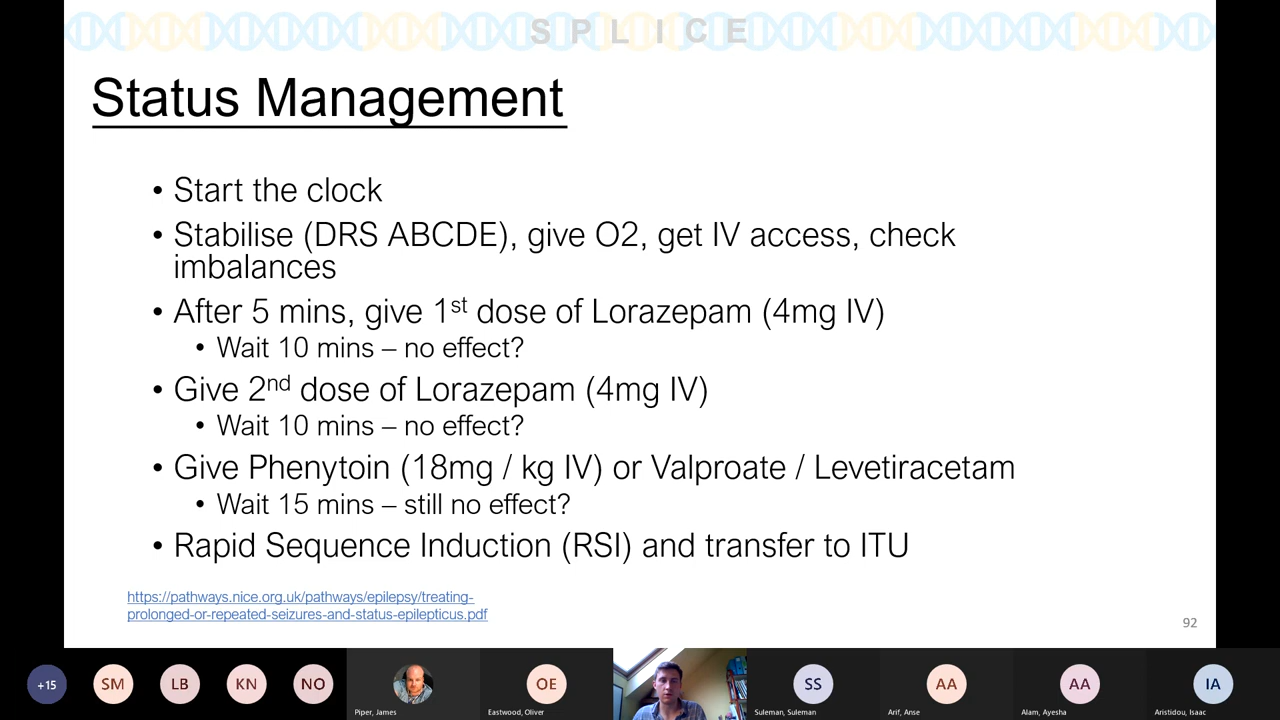 SPLICE
Status Management
• Start the clock
• Stabilise (DRS ABCDE), give O2, get IV access, check
imbalances
• After 5 mins, give 1st dose of Lorazepam (4mg IV)
• Wait 10 mins – no effect?
• Give 2nd dose of Lorazepam (4mg IV)
• Wait 10 mins – no effect?
• Give Phenytoin (18mg / kg IV) or Valproate / Levetiracetam
• Wait 15 mins – still no effect?
• Rapid Sequence Induction (RSI) and transfer to ITU
https://pathways.nice.org.uk/pathways/epilepsy/treating-
prolonged-or-repeated-seizures-and-status-epilepticus.pdf
92
+15 SM LB KN NO OE SS AA AA IA
Piper, James Eastwood, Oliver Suleman, Suleman Arif, Anse Alam, Ayesha Aristidou, Isaac